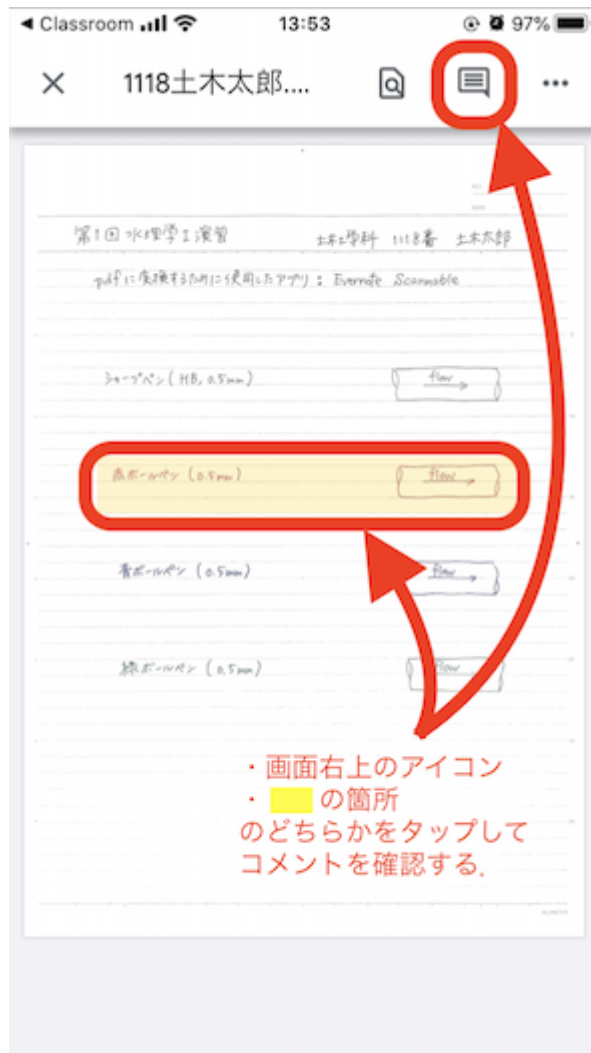 ◀ Classroom 13:53 97%
1118土木太郎....
第1回 水理学I演習 土木工学科 1118番 土木太郎
pdfに変換するために使用したアプリ : Evernote Scannable
シャープペン ( HB, 0.5mm ) flow
赤ボールペン (0.5mm) flow
青ボールペン (0.5mm) flow
緑ボールペン (0.5mm) flow
・画面右上のアイコン
・ の箇所
のどちらかをタップして
コメントを確認する.